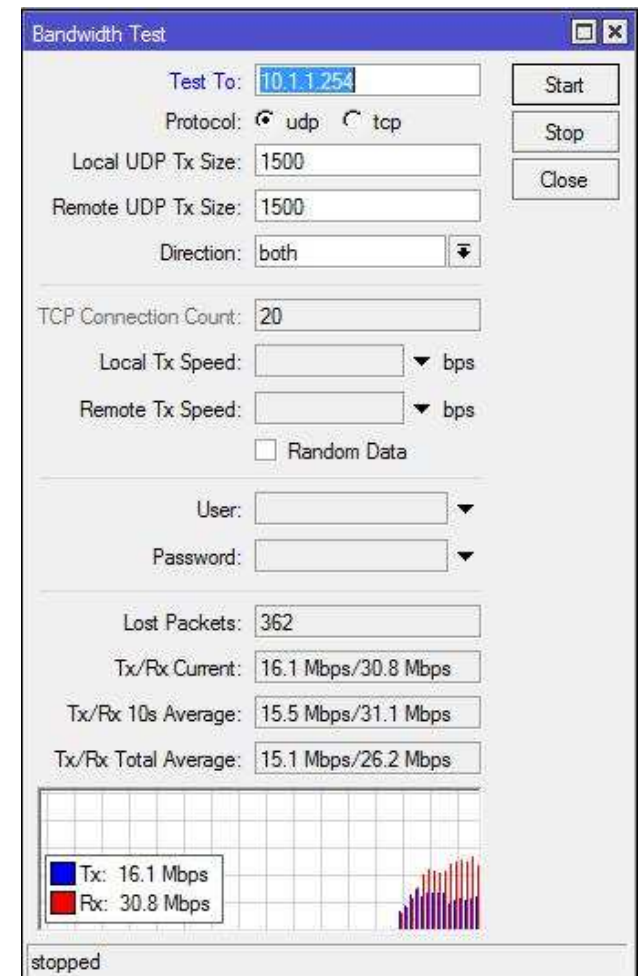 Bandwidth Test
Test To: 10.1.1.254 Start
Protocol: udp tcp Stop
Local UDP Tx Size: 1500
Close
Remote UDP Tx Size: 1500
Direction: both
TCP Connection Count: 20
Local Tx Speed: bps
Remote Tx Speed: bps
Random Data
User:
Password:
Lost Packets: 362
Tx/Rx Current: 16.1 Mbps/30.8 Mbps
Tx/Rx 10s Average: 15.5 Mbps/31.1 Mbps
Tx/Rx Total Average: 15.1 Mbps/26.2 Mbps
Tx: 16.1 Mbps
Rx: 30.8 Mbps
stopped